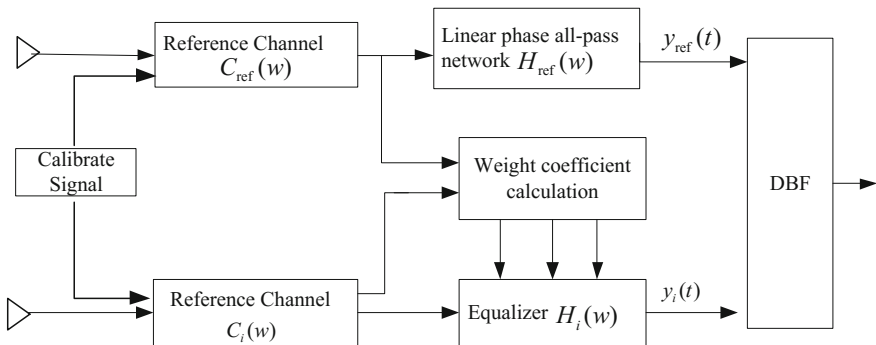 Reference Channel
C_ref(w)
Linear phase all-pass
network H_ref(w)
y_ref(t)
Calibrate
Signal
Weight coefficient
calculation
DBF
Reference Channel
C_i(w)
Equalizer H_i(w)
y_i(t)